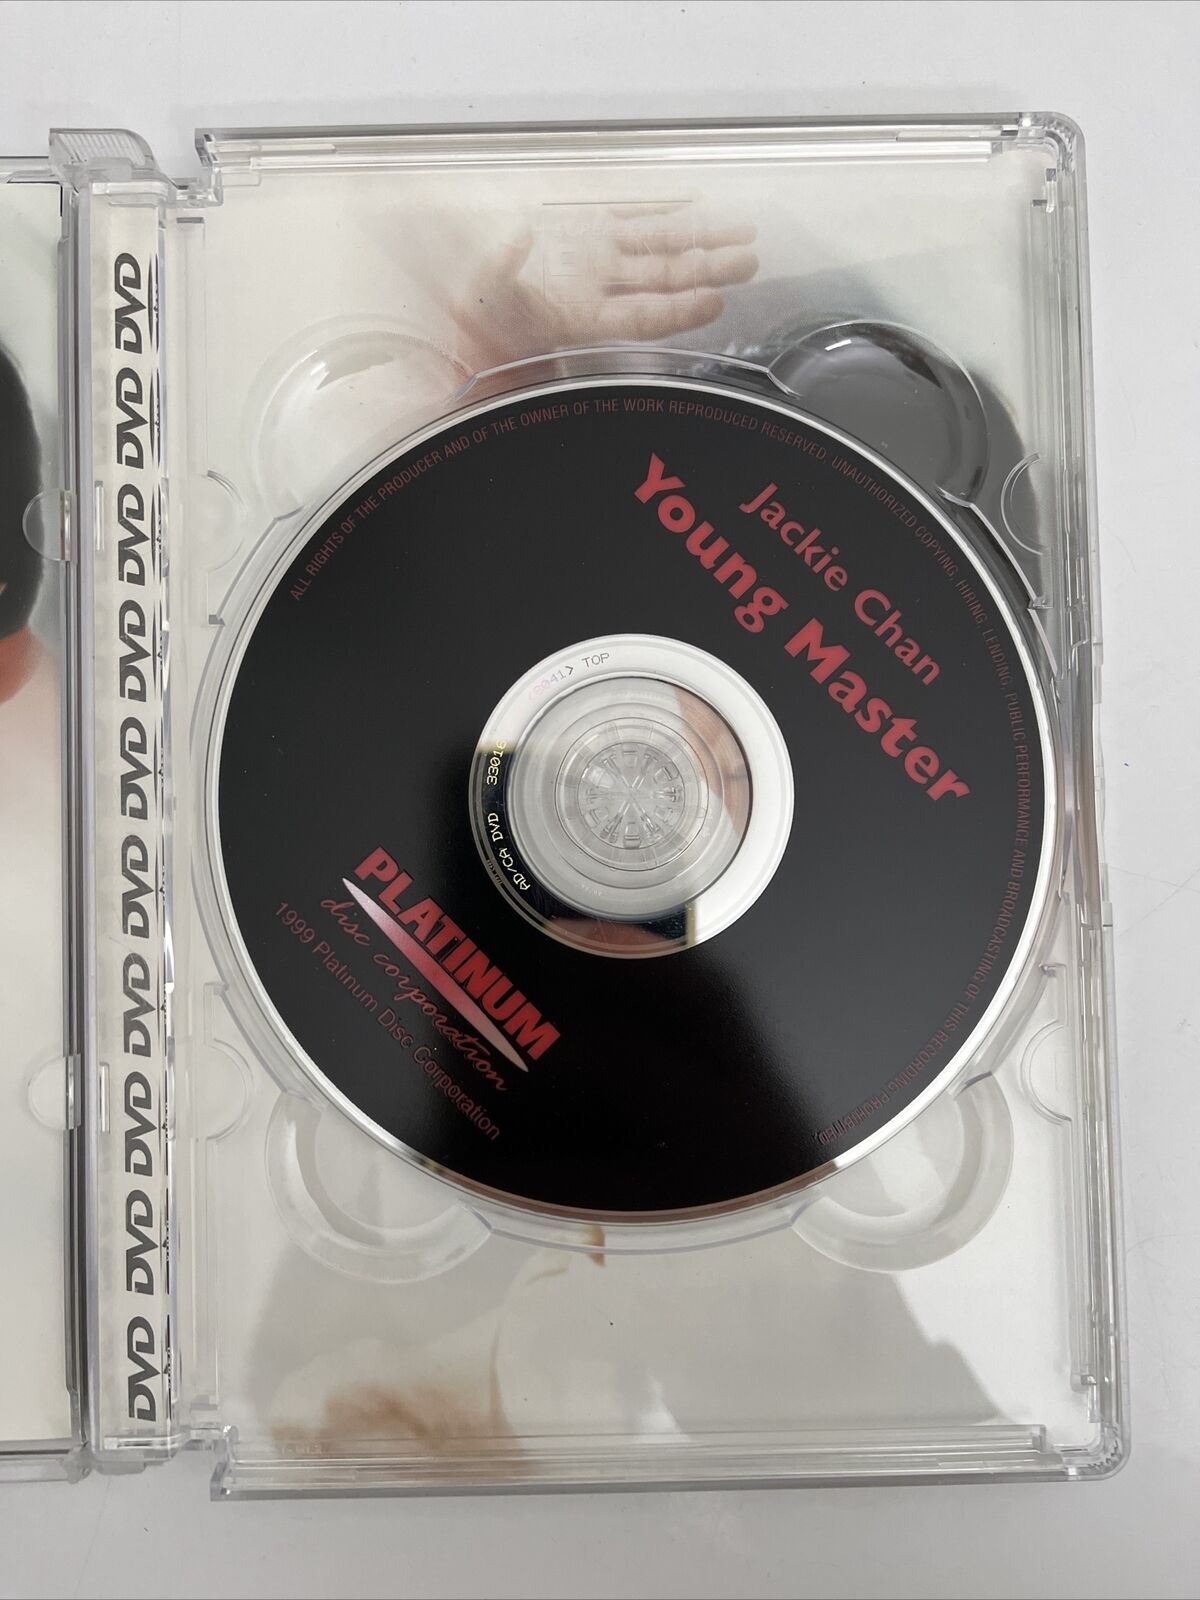 DVD DVD DVD DVD DVD DVD DVD DVD DVD DVD
ALL RIGHTS OF THE PRODUCER AND OF THE OWNER OF THE WORK REPRODUCED RESERVED. UNAUTHORIZED COPYING, HIRING, LENDING, PUBLIC PERFORMANCE AND BROADCASTING OF THIS RECORDING PROHIBITED
Jackie Chan
Young Master
TOP
AD/CA DVD 33016
PLATINUM
disc corporation
1999 Platinum Disc Corporation